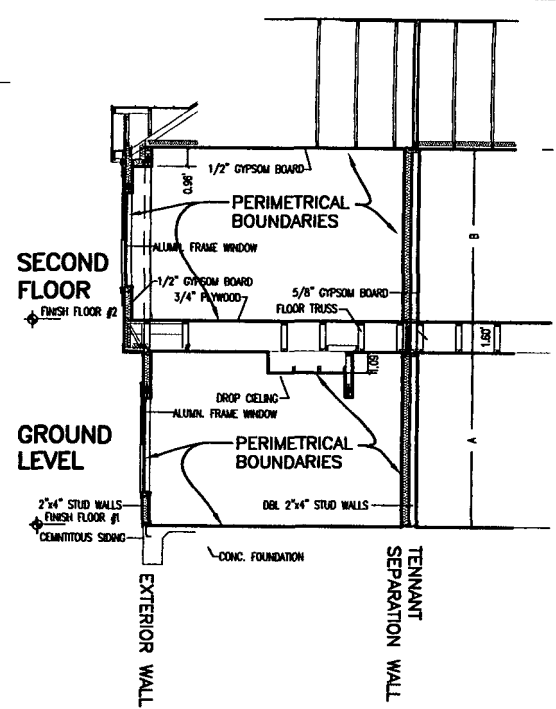 1/2" GYPSOM BOARD
0.96'
PERIMETRICAL
BOUNDARIES
B
ALUMN. FRAME WINDOW
SECOND
FLOOR
1/2" GYPSOM BOARD
5/8" GYPSOM BOARD
3/4" PLYWOOD
FLOOR TRUSS
FINISH FLOOR #2
1.60'
1.09'
DROP CIELING
ALUMN. FRAME WINDOW
GROUND
LEVEL
PERIMETRICAL
BOUNDARIES
A
2"x4" STUD WALLS
DBL 2"x4" STUD WALLS
FINISH FLOOR #1
CEMNTITOUS SIDING
CONC. FOUNDATION
EXTERIOR WALL
TENNANT
SEPARATION WALL